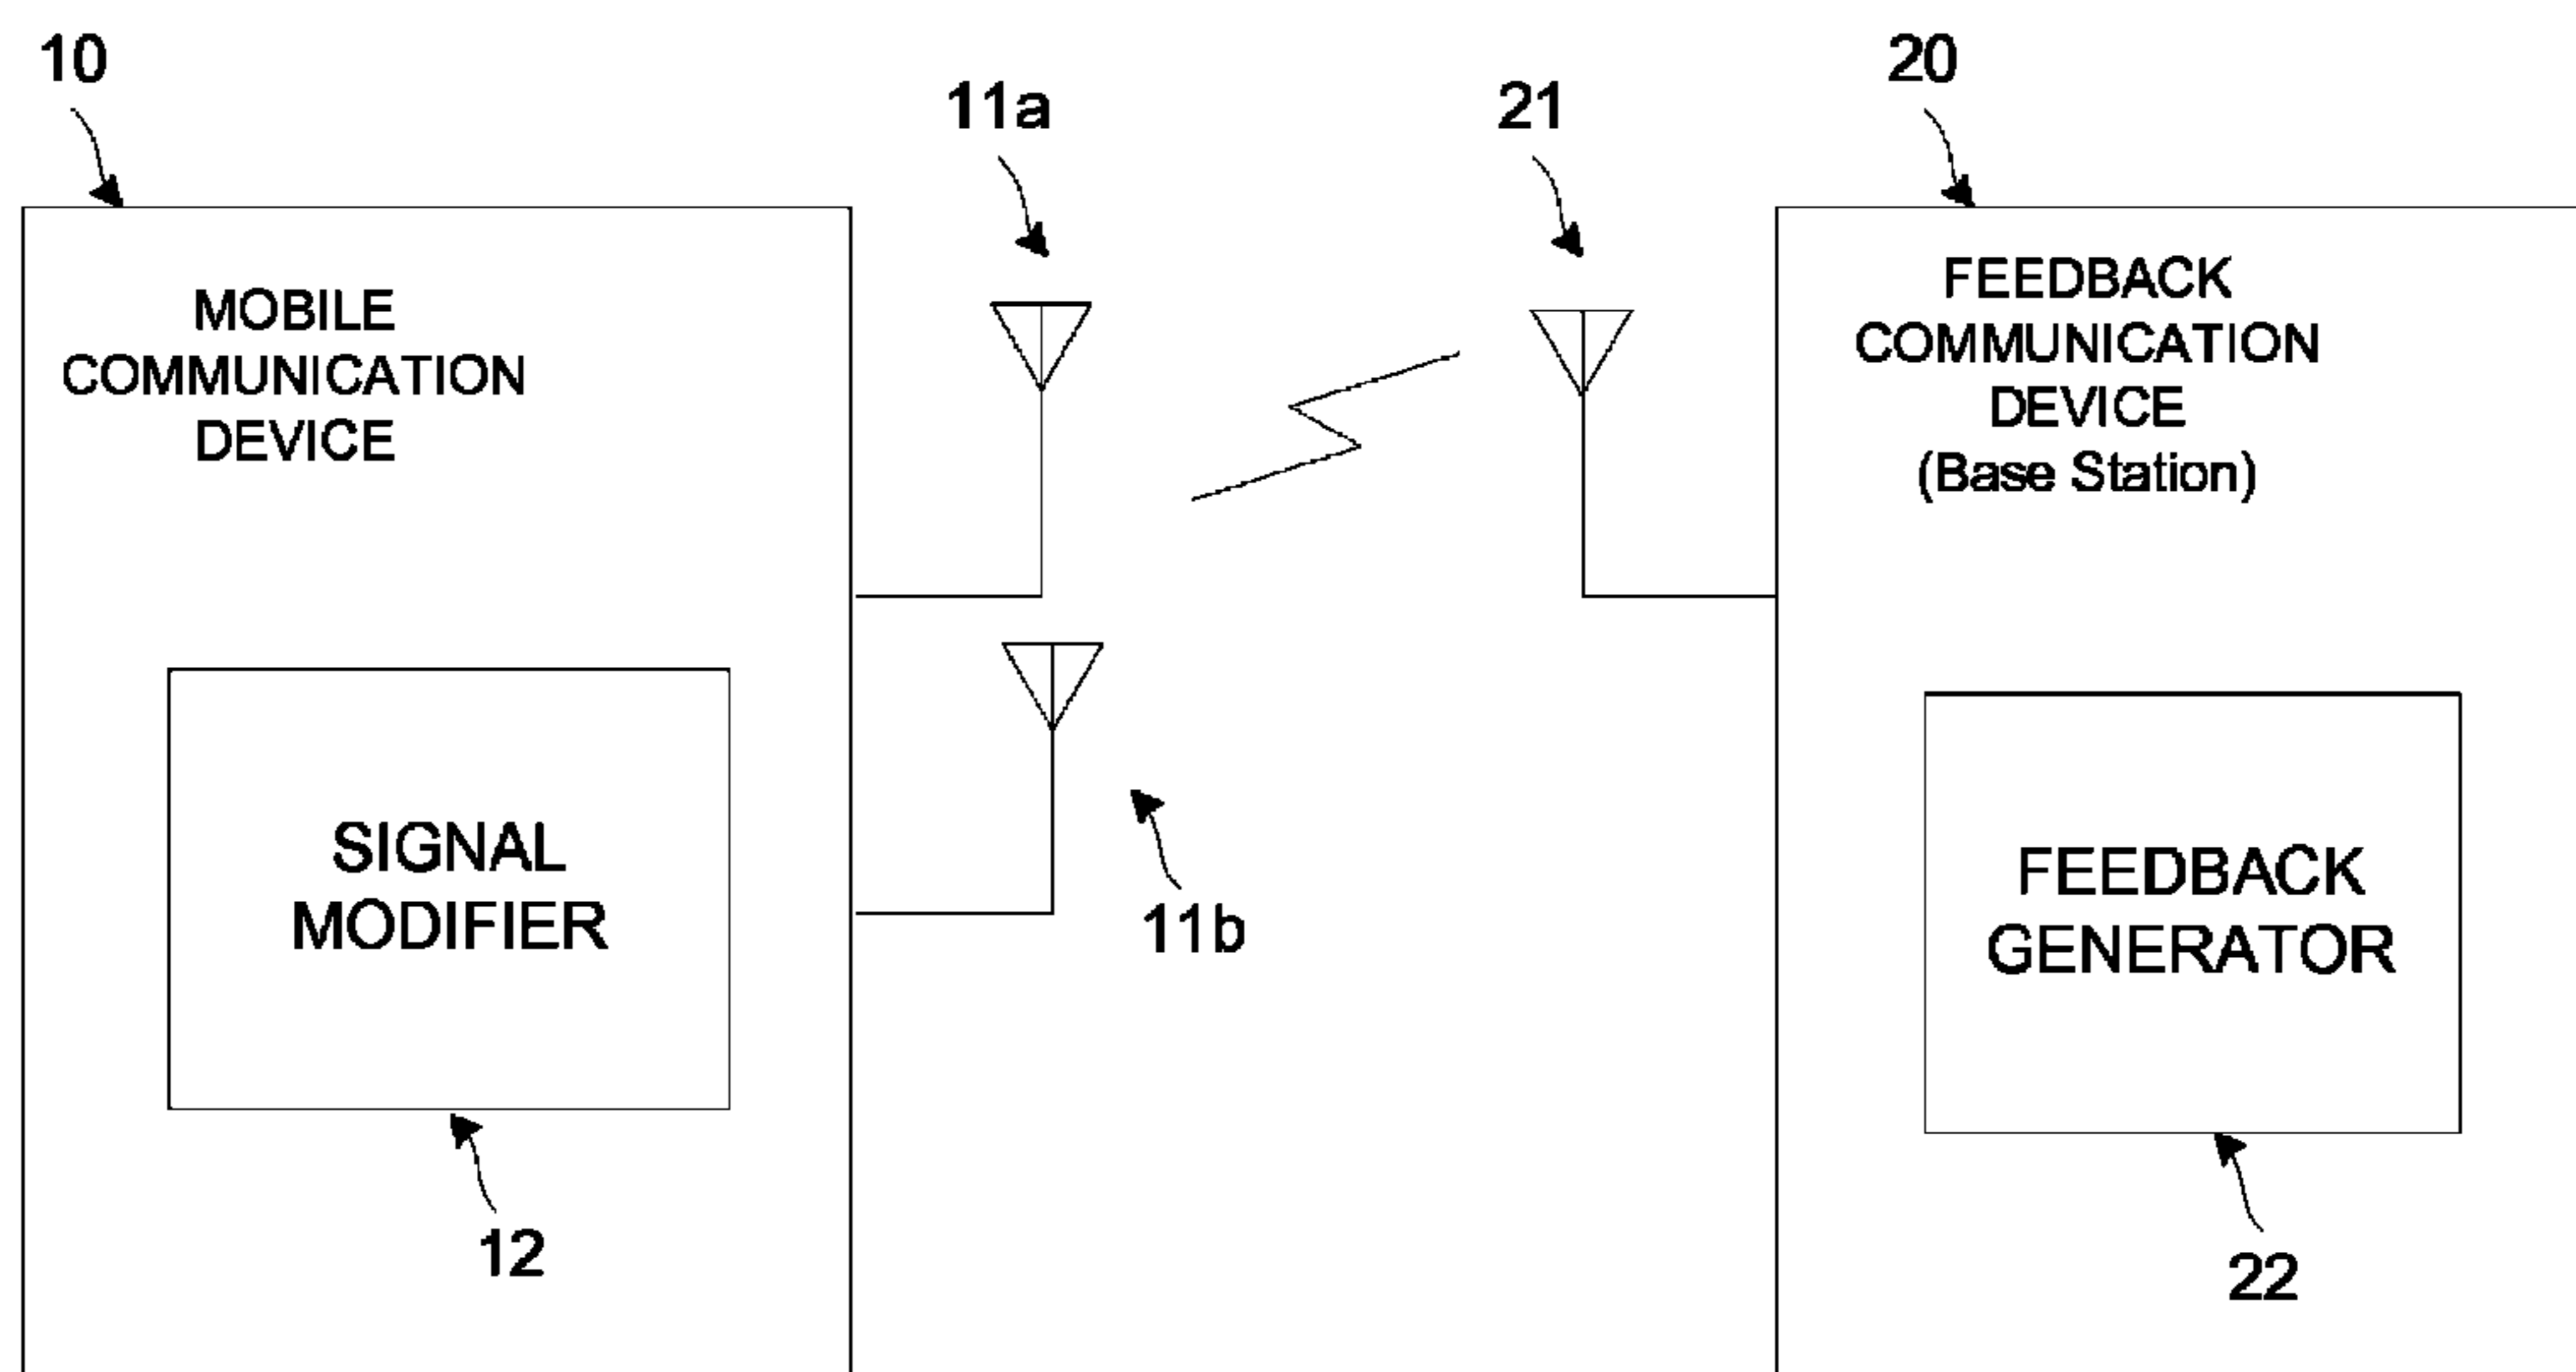 10
11a
21
20
MOBILE
COMMUNICATION
DEVICE
FEEDBACK
COMMUNICATION
DEVICE
(Base Station)
SIGNAL
MODIFIER
11b
FEEDBACK
GENERATOR
12
22